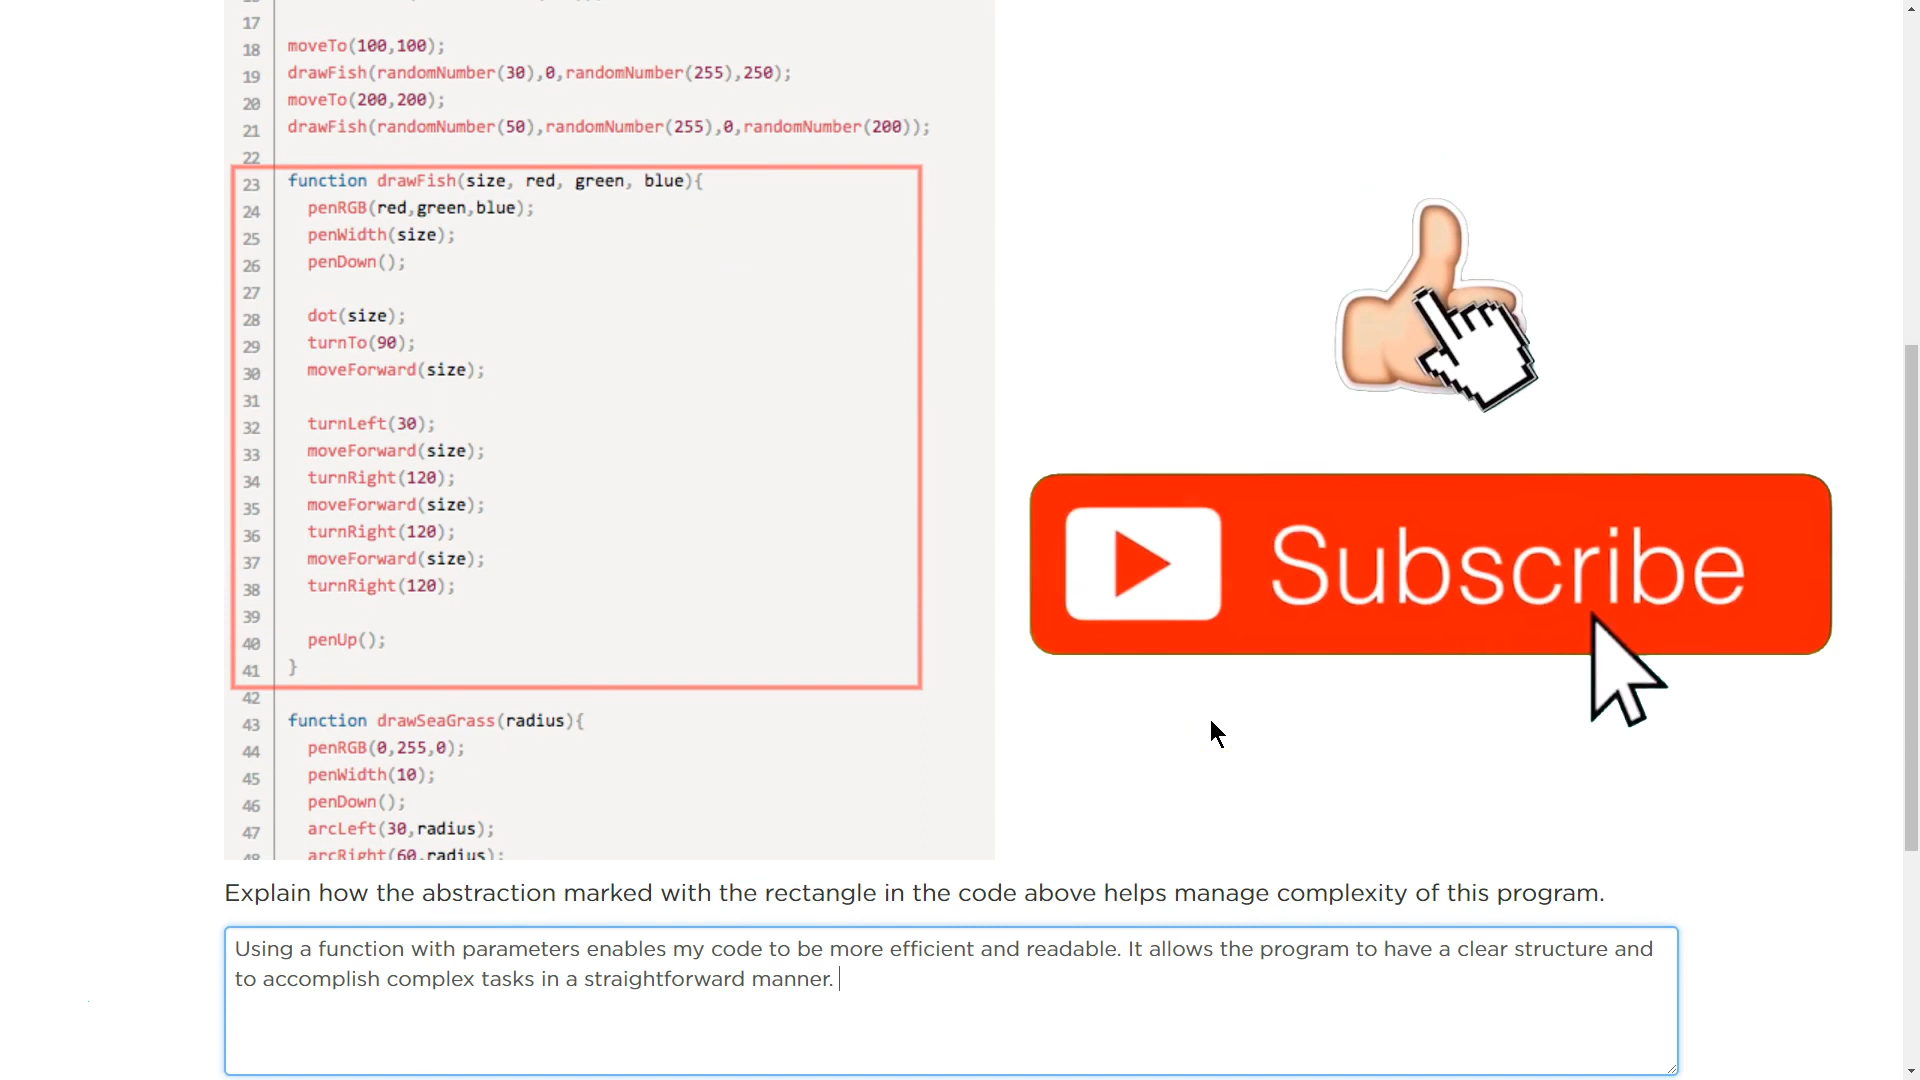 17
18 moveTo(100,100);
19 drawFish(randomNumber(30),0,randomNumber(255),250);
20 moveTo(200,200);
21 drawFish(randomNumber(50),randomNumber(255),0,randomNumber(200));
22
23 function drawFish(size, red, green, blue){
24 penRGB(red,green,blue);
25 penWidth(size);
26 penDown();
27
28 dot(size);
29 turnTo(90);
30 moveForward(size);
31
32 turnLeft(30);
33 moveForward(size);
34 turnRight(120);
35 moveForward(size);
36 turnRight(120);
37 moveForward(size);
38 turnRight(120);
39
40 penUp();
41 }
42
43 function drawSeaGrass(radius){
44 penRGB(0,255,0);
45 penWidth(10);
46 penDown();
47 arcLeft(30,radius);
48 arcRight(60,radius);
Subscribe
Explain how the abstraction marked with the rectangle in the code above helps manage complexity of this program.
Using a function with parameters enables my code to be more efficient and readable. It allows the program to have a clear structure and
to accomplish complex tasks in a straightforward manner.